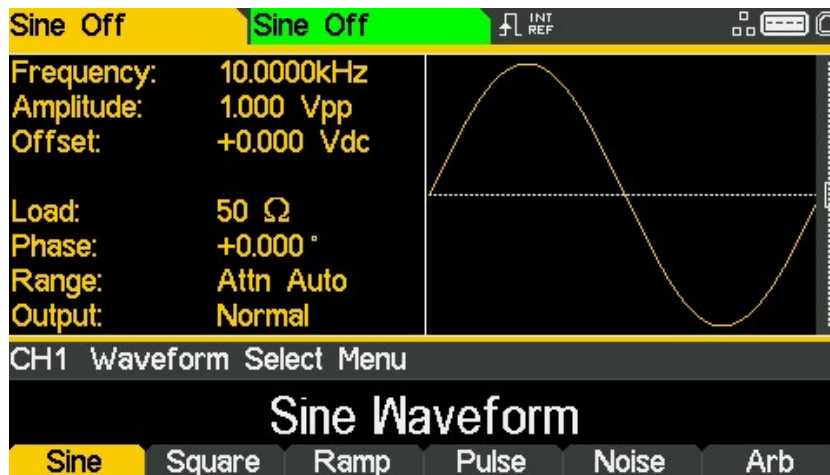 Sine Off Sine Off INT
REF
Frequency: 10.0000kHz
Amplitude: 1.000 Vpp
Offset: +0.000 Vdc
Load: 50 Ω
Phase: +0.000°
Range: Attn Auto
Output: Normal
CH1 Waveform Select Menu
Sine Waveform
Sine Square Ramp Pulse Noise Arb